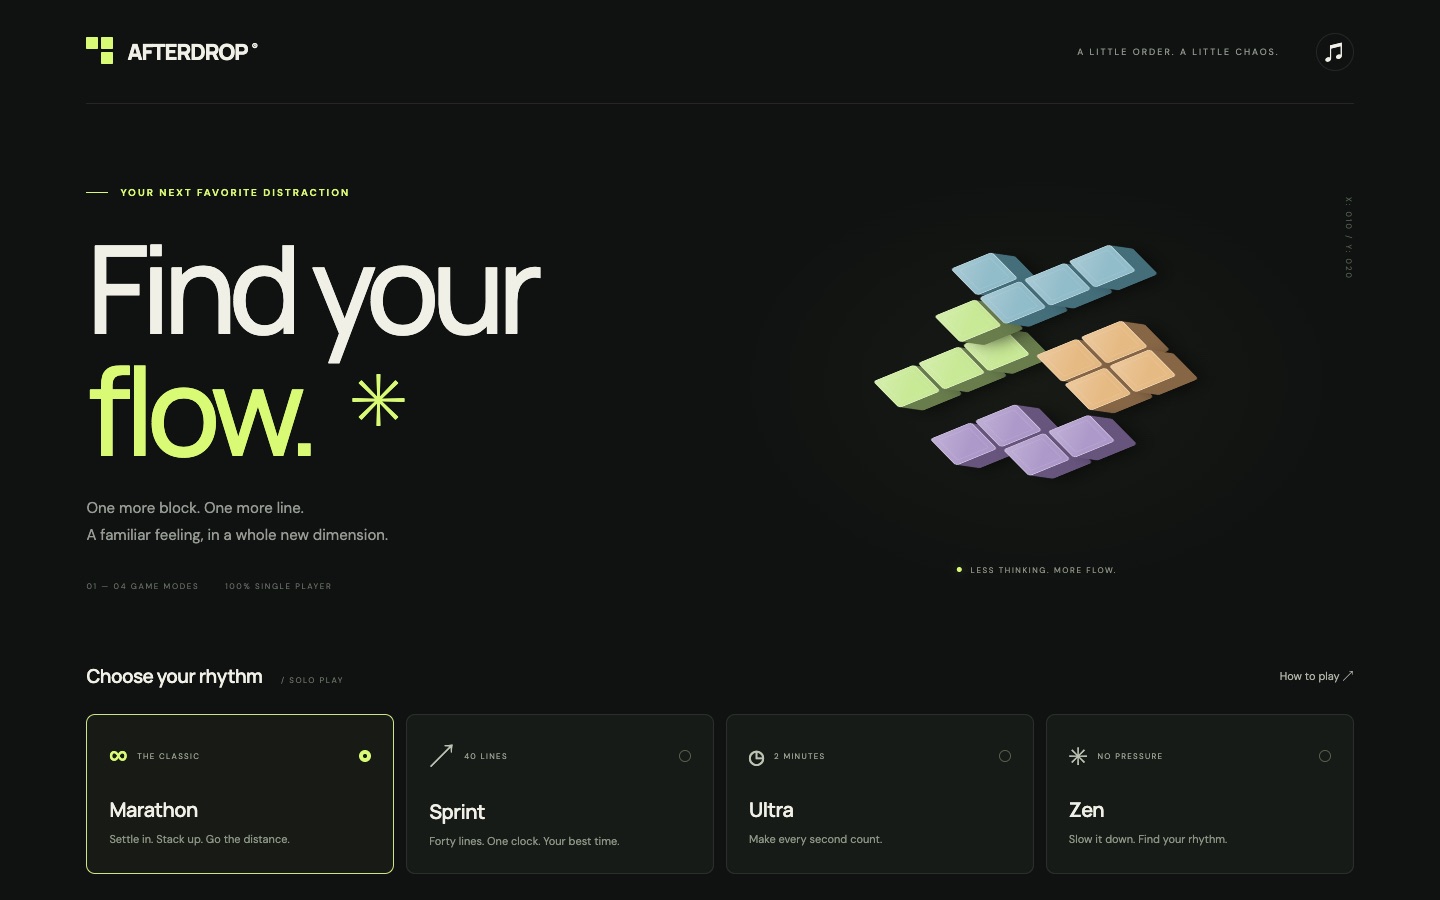 AFTERDROP®
A LITTLE ORDER. A LITTLE CHAOS.
YOUR NEXT FAVORITE DISTRACTION
Find your
flow.
One more block. One more line.
A familiar feeling, in a whole new dimension.
01 — 04 GAME MODES 100% SINGLE PLAYER
X: 010 / Y: 020
LESS THINKING. MORE FLOW.
Choose your rhythm / SOLO PLAY
How to play ↗
∞ THE CLASSIC
Marathon
Settle in. Stack up. Go the distance.
↗ 40 LINES
Sprint
Forty lines. One clock. Your best time.
◔ 2 MINUTES
Ultra
Make every second count.
✳ NO PRESSURE
Zen
Slow it down. Find your rhythm.